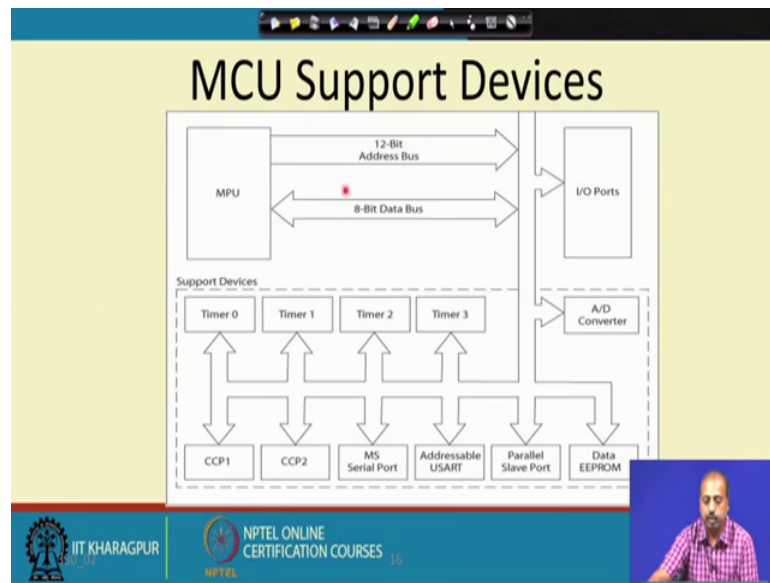 MCU Support Devices
12-Bit
Address Bus
MPU
8-Bit Data Bus
I/O Ports
Support Devices
Timer 0
Timer 1
Timer 2
Timer 3
A/D
Converter
CCP1
CCP2
MS
Serial Port
Addressable
USART
Parallel
Slave Port
Data
EEPROM
IIT KHARAGPUR
NPTEL ONLINE
CERTIFICATION COURSES
NPTEL
16